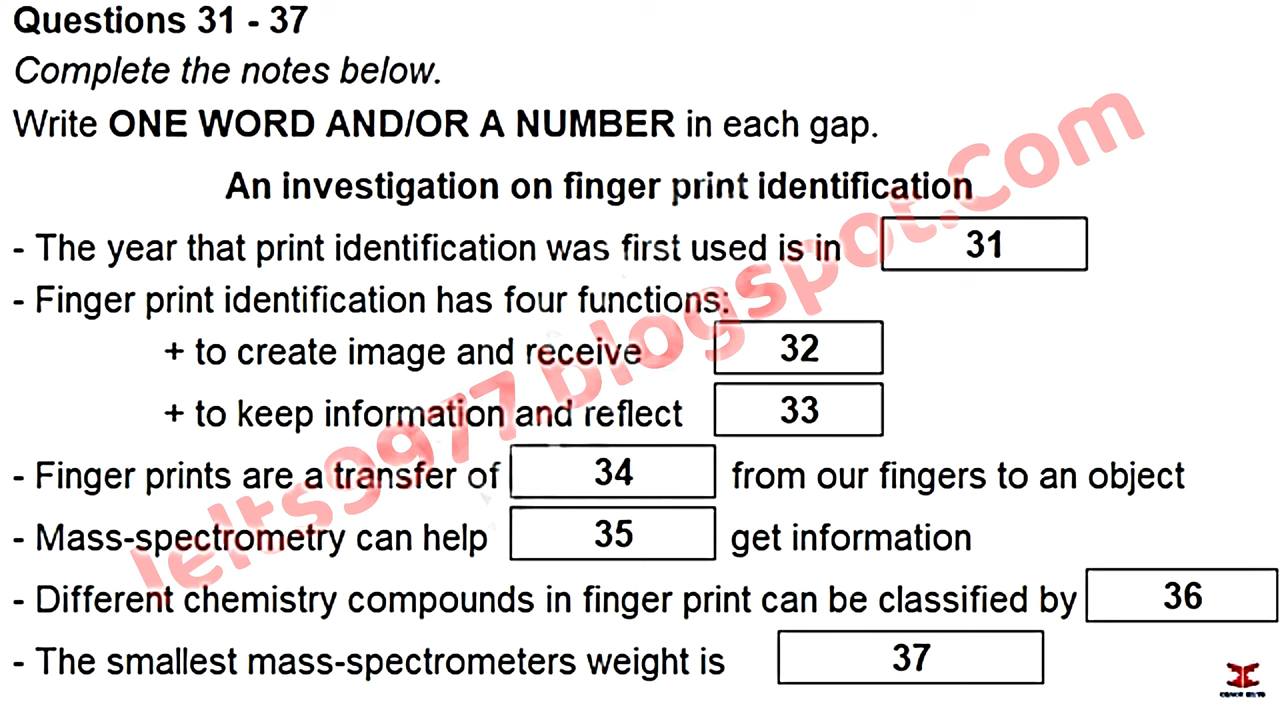 Questions 31 - 37
Complete the notes below.
Write ONE WORD AND/OR A NUMBER in each gap.
An investigation on finger print identification
- The year that print identification was first used is in 31
- Finger print identification has four functions:
+ to create image and receive 32
+ to keep information and reflect 33
- Finger prints are a transfer of 34 from our fingers to an object
- Mass-spectrometry can help 35 get information
- Different chemistry compounds in finger print can be classified by 36
- The smallest mass-spectrometers weight is 37
Ielts9977.blogspot.Com